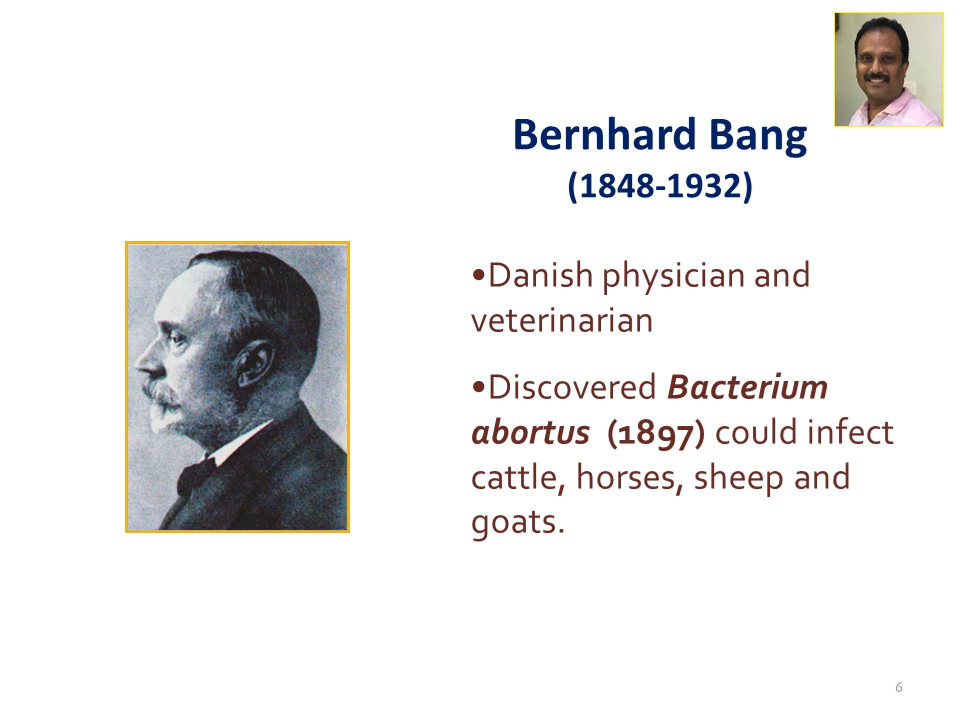 Bernhard Bang
(1848-1932)
•Danish physician and
veterinarian
•Discovered Bacterium
abortus (1897) could infect
cattle, horses, sheep and
goats.
6